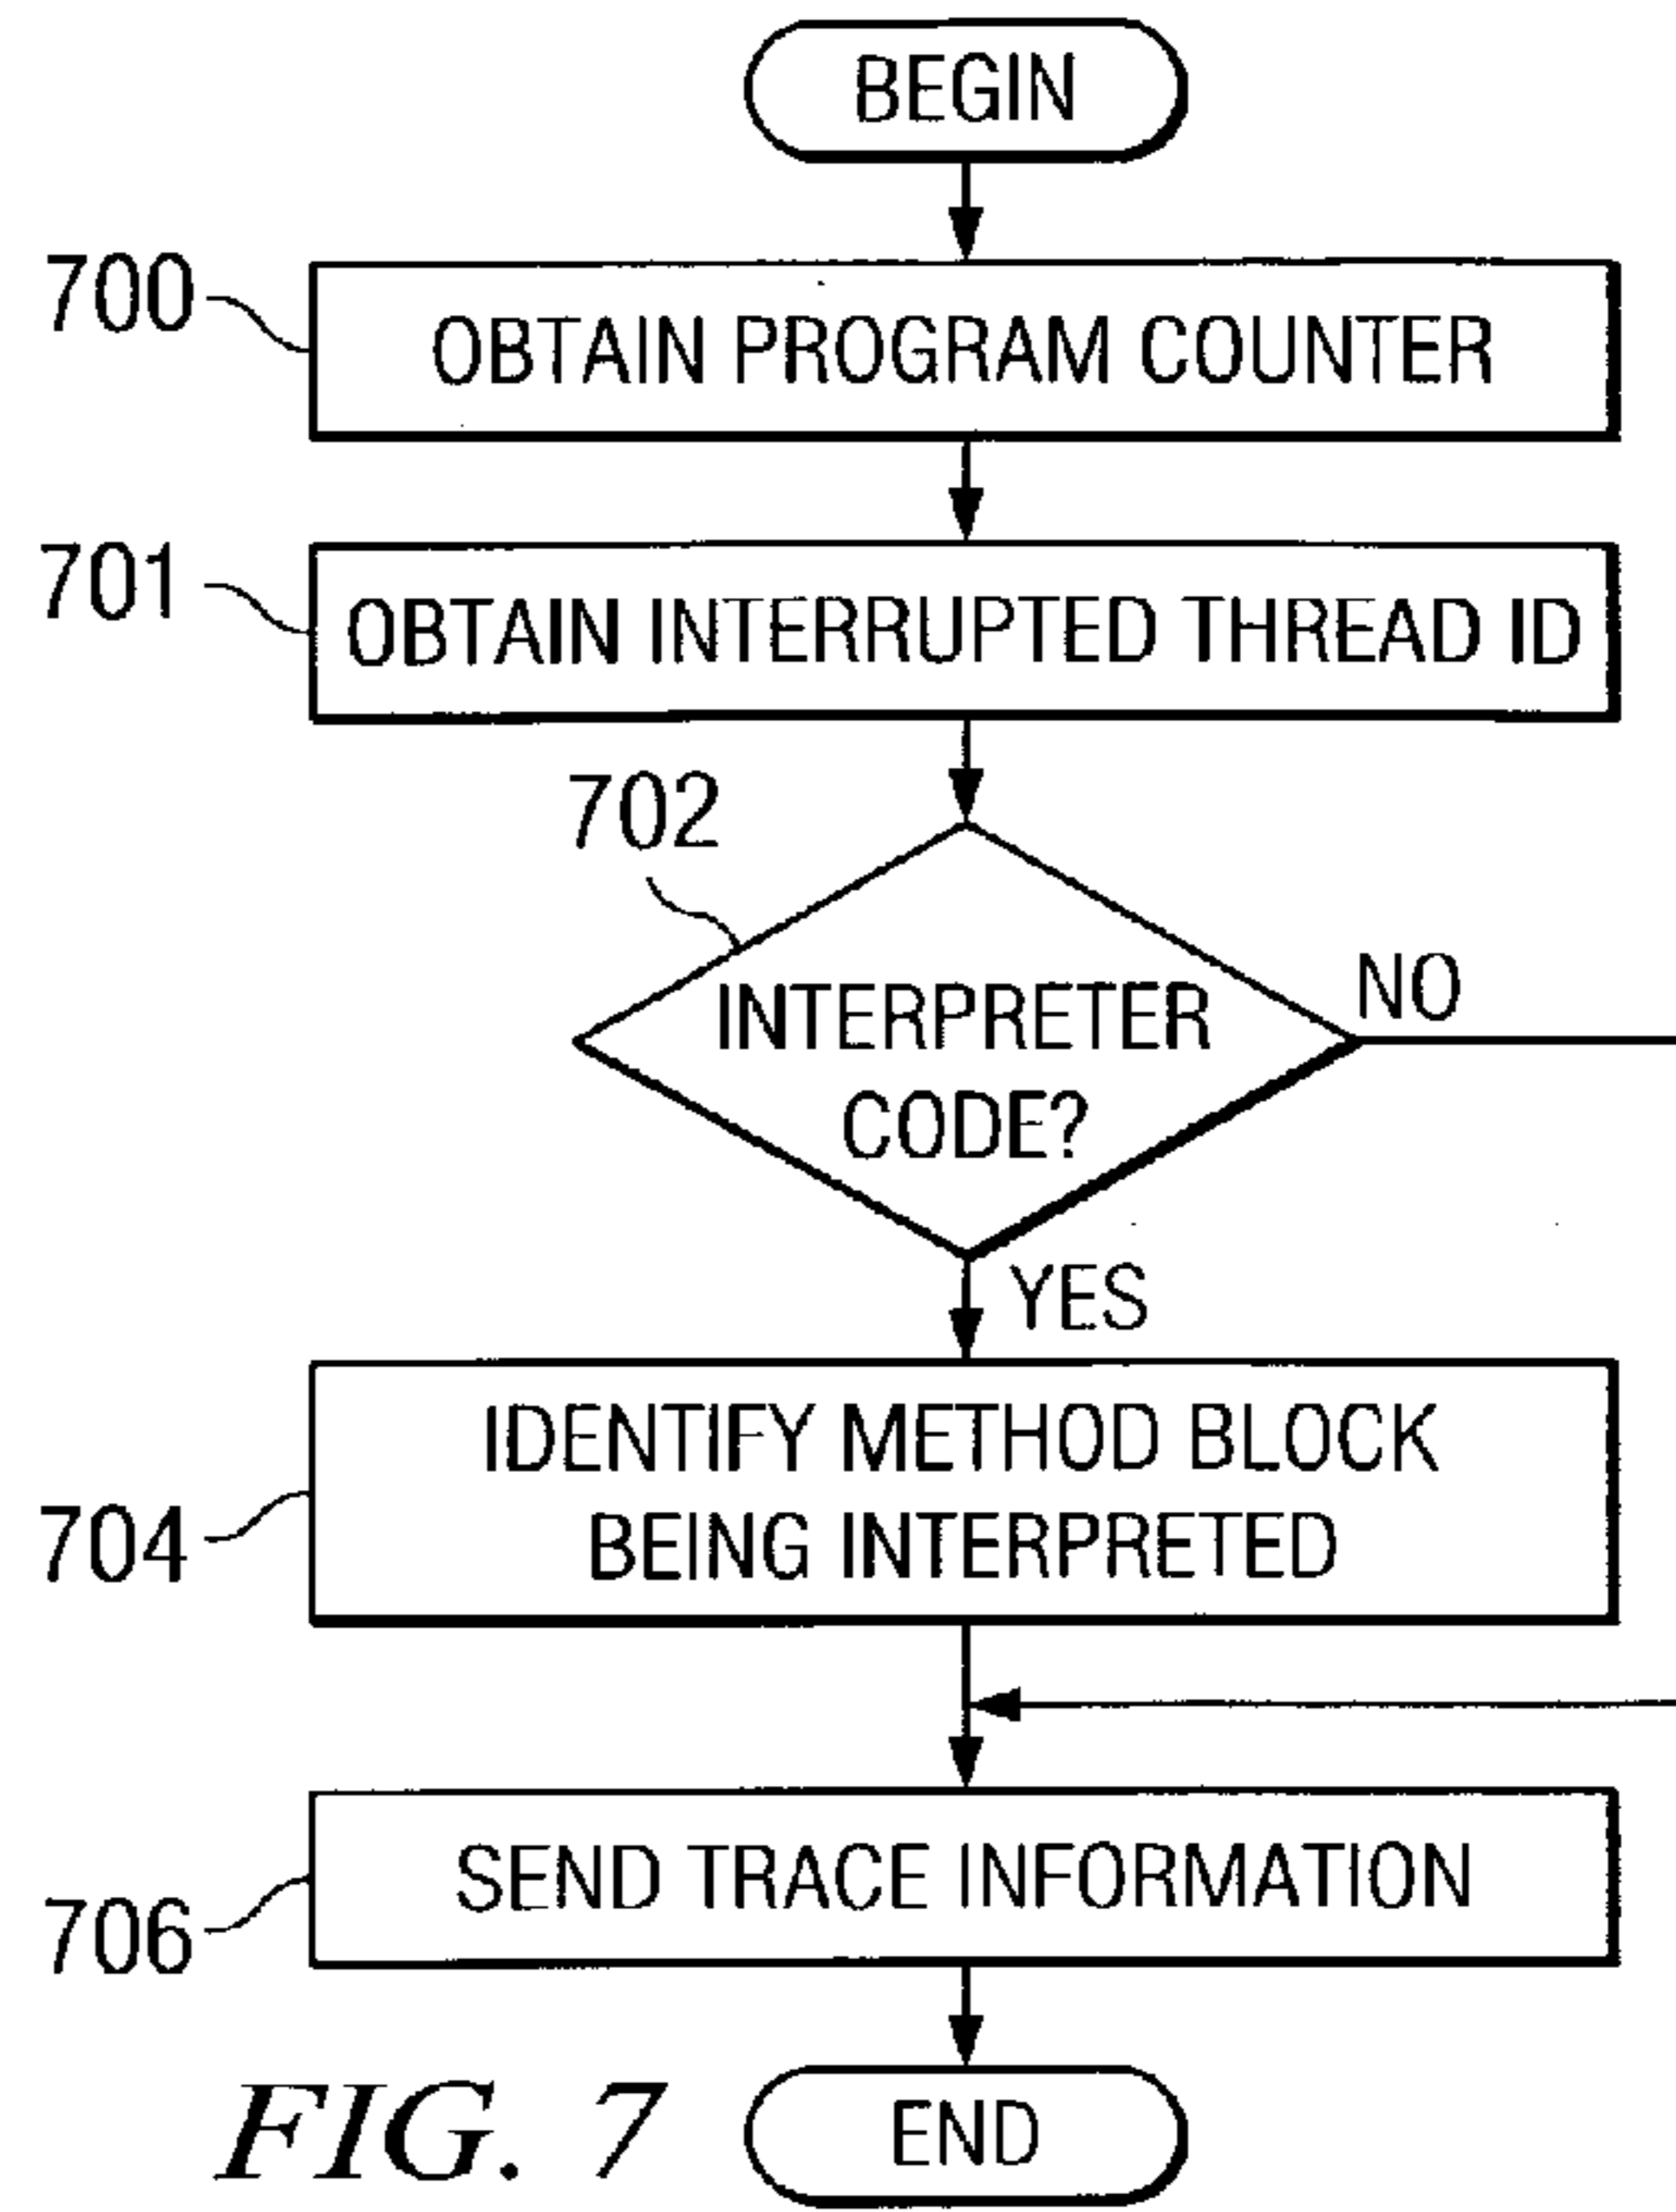 BEGIN
700
OBTAIN PROGRAM COUNTER
701
OBTAIN INTERRUPTED THREAD ID
702
INTERPRETER
CODE?
NO
YES
IDENTIFY METHOD BLOCK
BEING INTERPRETED
704
SEND TRACE INFORMATION
706
END
FIG. 7